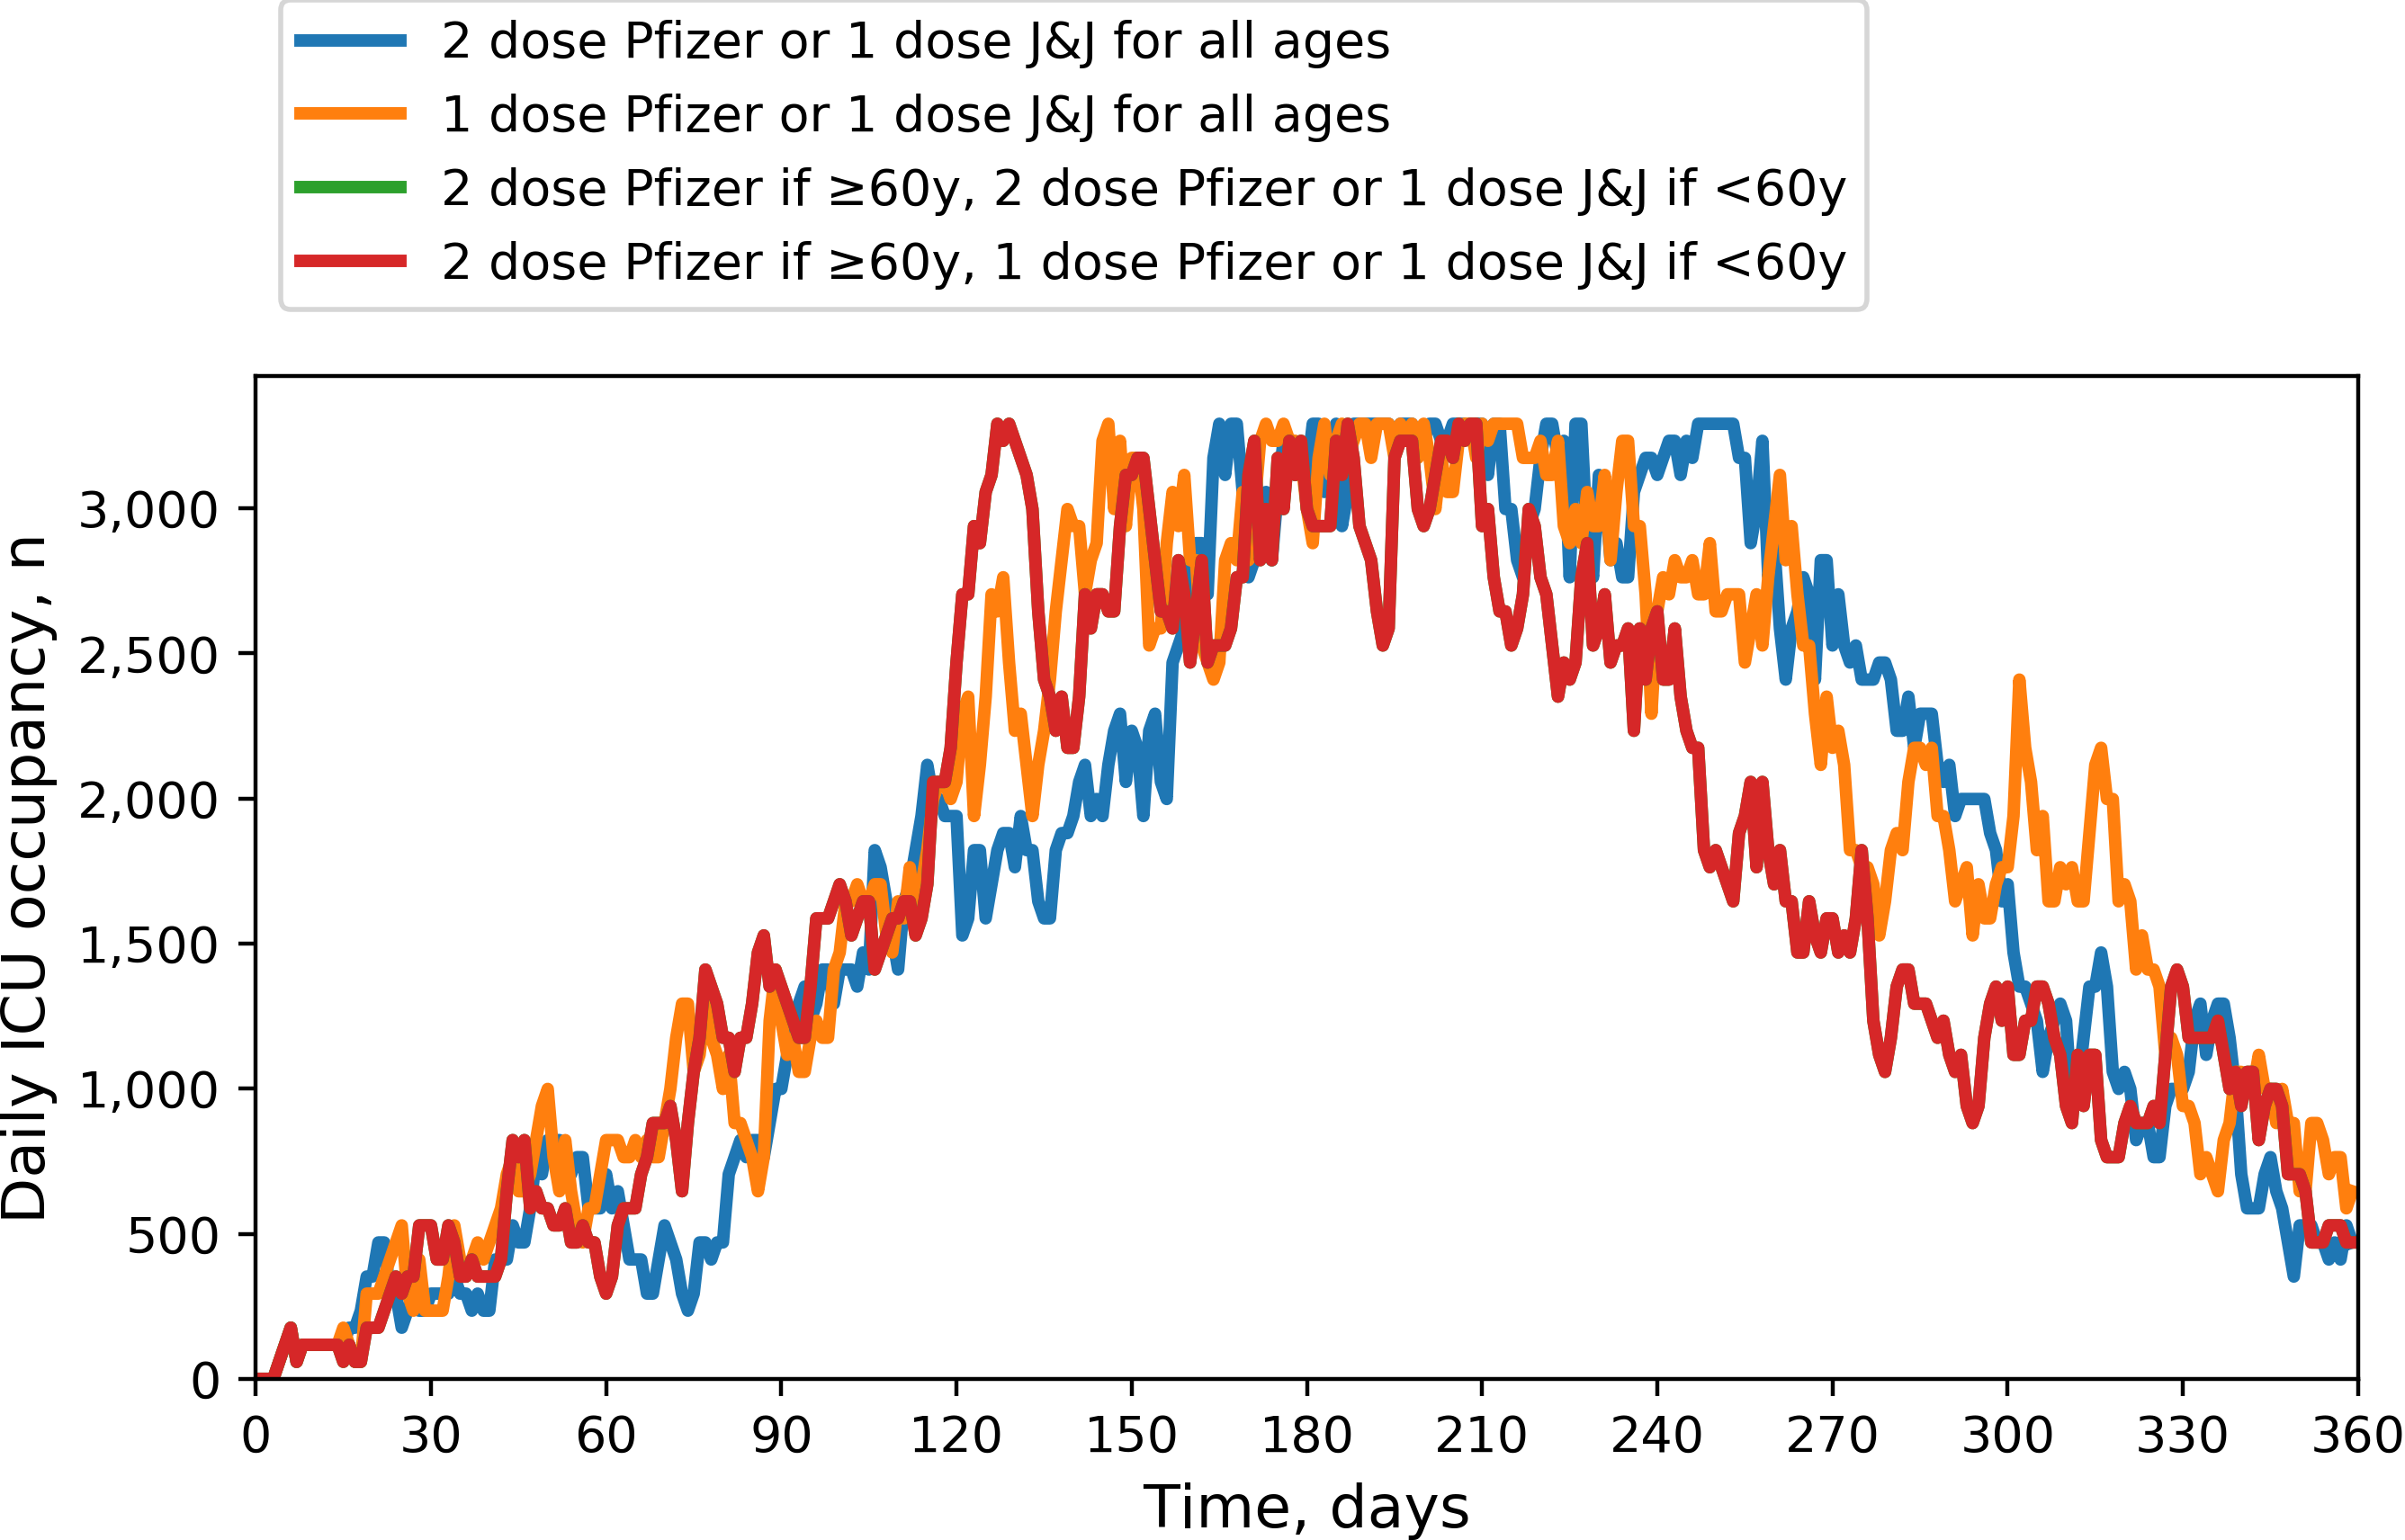 2 dose Pfizer or 1 dose J&J for all ages
1 dose Pfizer or 1 dose J&J for all ages
2 dose Pfizer if ≥60y, 2 dose Pfizer or 1 dose J&J if <60y
2 dose Pfizer if ≥60y, 1 dose Pfizer or 1 dose J&J if <60y
Daily ICU occupancy, n
3,000
2,500
2,000
1,500
1,000
500
0
0 30 60 90 120 150 180 210 240 270 300 330 360
Time, days